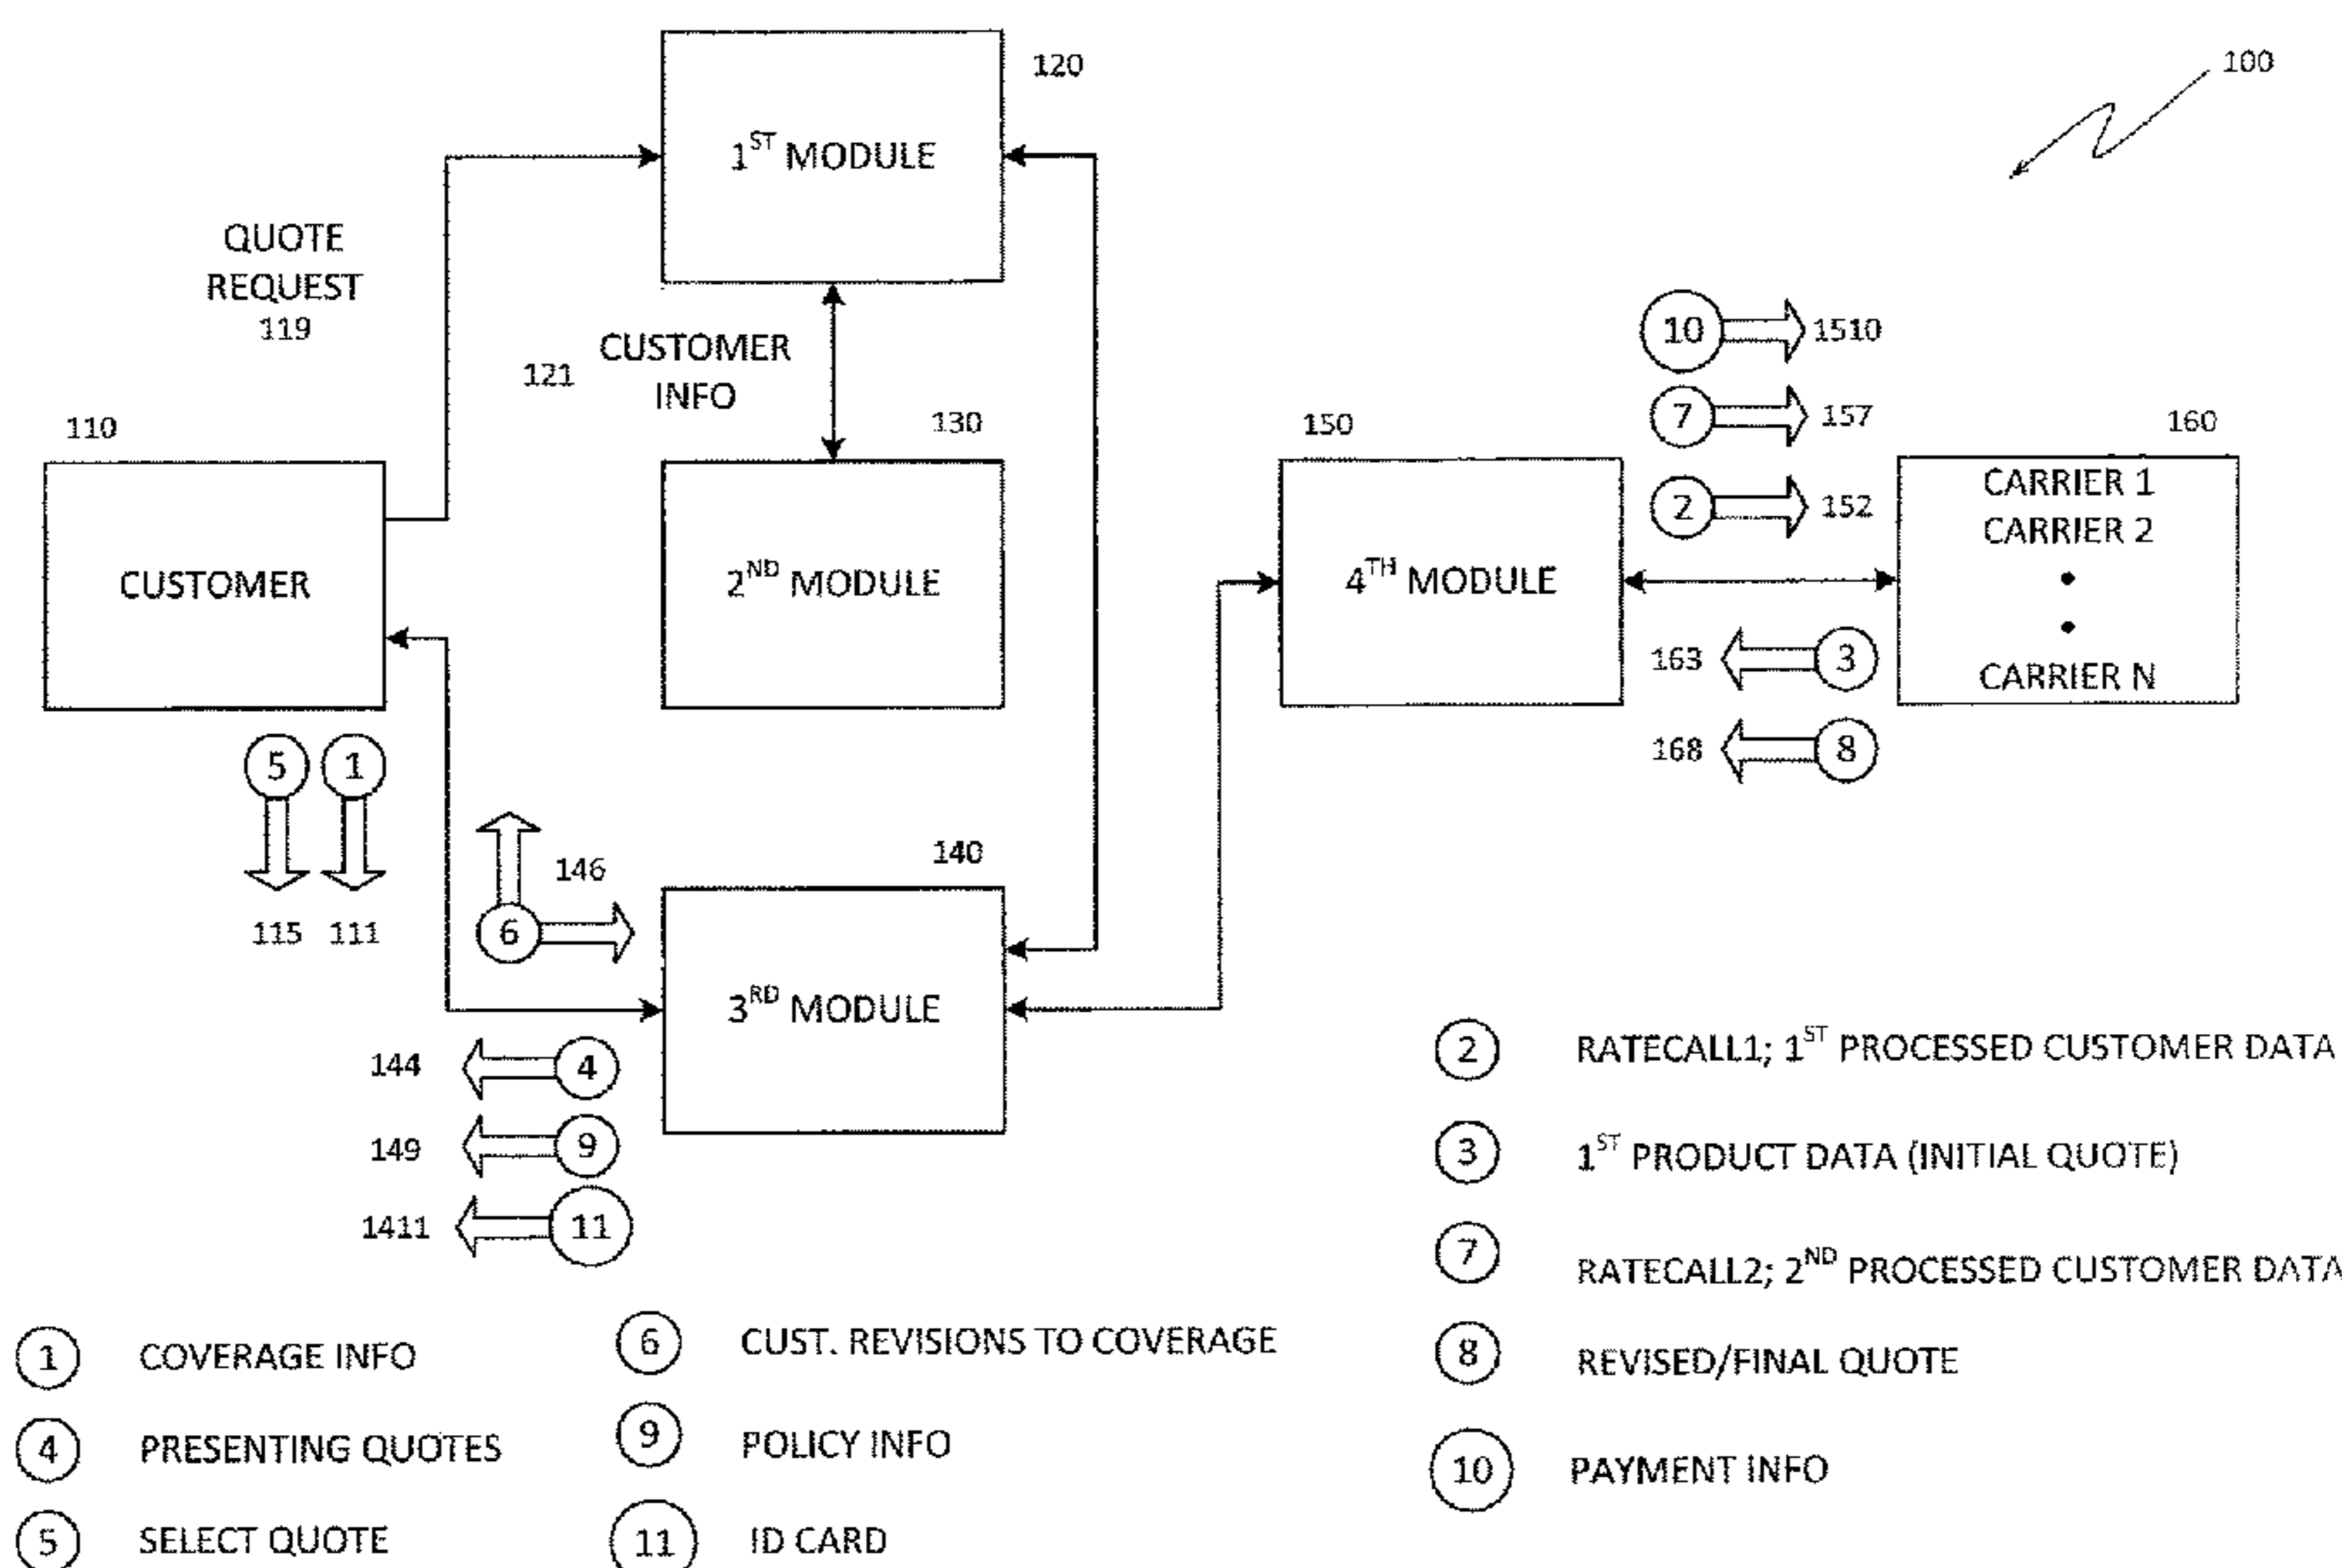 120
100
1ST MODULE
QUOTE
REQUEST
119
CUSTOMER
INFO
121
10
1510
7
157
2
152
110
130
150
160
CUSTOMER
2ND MODULE
4TH MODULE
CARRIER 1
CARRIER 2
CARRIER N
163
3
168
8
5
1
115
111
146
6
140
3RD MODULE
144
4
149
9
1411
11
2 RATECALL1; 1ST PROCESSED CUSTOMER DATA
3 1ST PRODUCT DATA (INITIAL QUOTE)
7 RATECALL2; 2ND PROCESSED CUSTOMER DATA
8 REVISED/FINAL QUOTE
10 PAYMENT INFO
1 COVERAGE INFO
4 PRESENTING QUOTES
5 SELECT QUOTE
6 CUST. REVISIONS TO COVERAGE
9 POLICY INFO
11 ID CARD